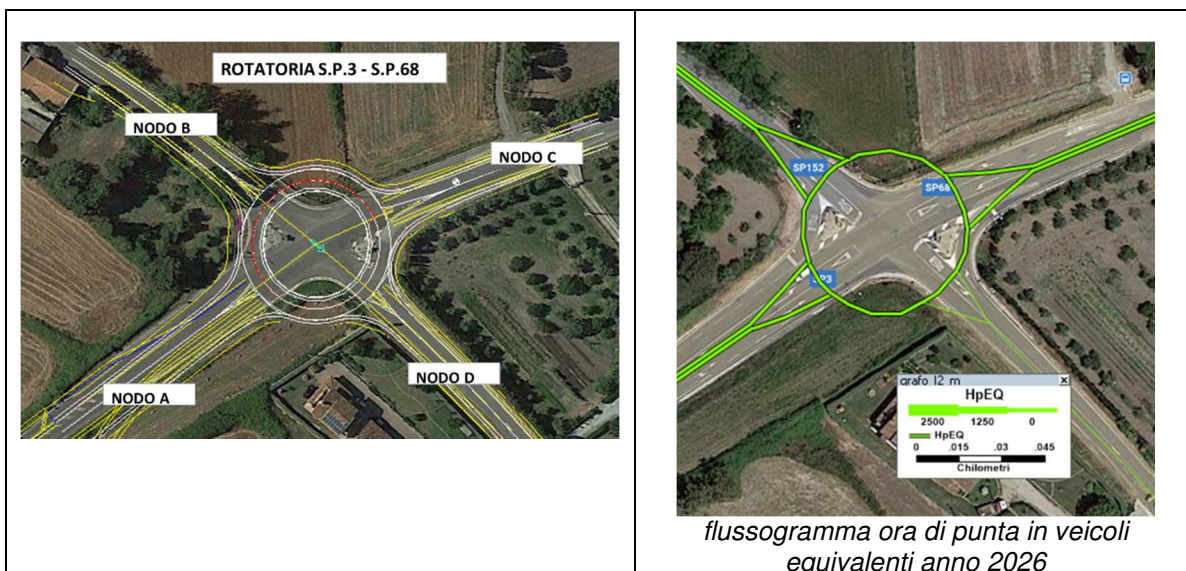 ROTATORIA S.P.3 - S.P.68
NODO B
NODO C
NODO A
NODO D
SP152
SP68
SP3
grafo l2 m
HpEQ
2500 1250 0
HpEQ
0 .015 .03 .045
Chilometri
flussogramma ora di punta in veicoli
equivalenti anno 2026